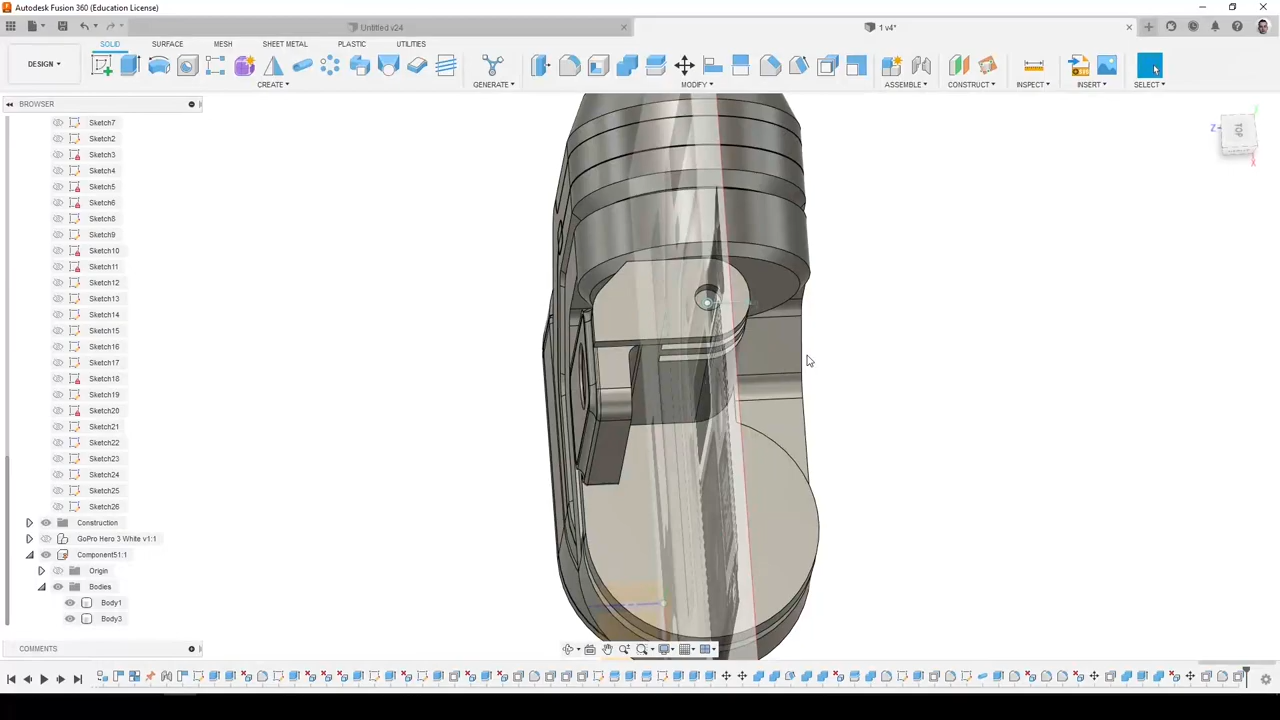 Autodesk Fusion 360 (Education License)
Untitled v24
1 v4*
SOLID SURFACE MESH SHEET METAL PLASTIC UTILITIES
DESIGN
CREATE GENERATE MODIFY ASSEMBLE CONSTRUCT INSPECT INSERT SELECT
BROWSER
Sketch7
Sketch2
Sketch3
Sketch4
Sketch5
Sketch6
Sketch8
Sketch9
Sketch10
Sketch11
Sketch12
Sketch13
Sketch14
Sketch15
Sketch16
Sketch17
Sketch18
Sketch19
Sketch20
Sketch21
Sketch22
Sketch23
Sketch24
Sketch25
Sketch26
Construction
GoPro Hero 3 White v1:1
Component51:1
Origin
Bodies
Body1
Body3
COMMENTS
Z
TOP
X